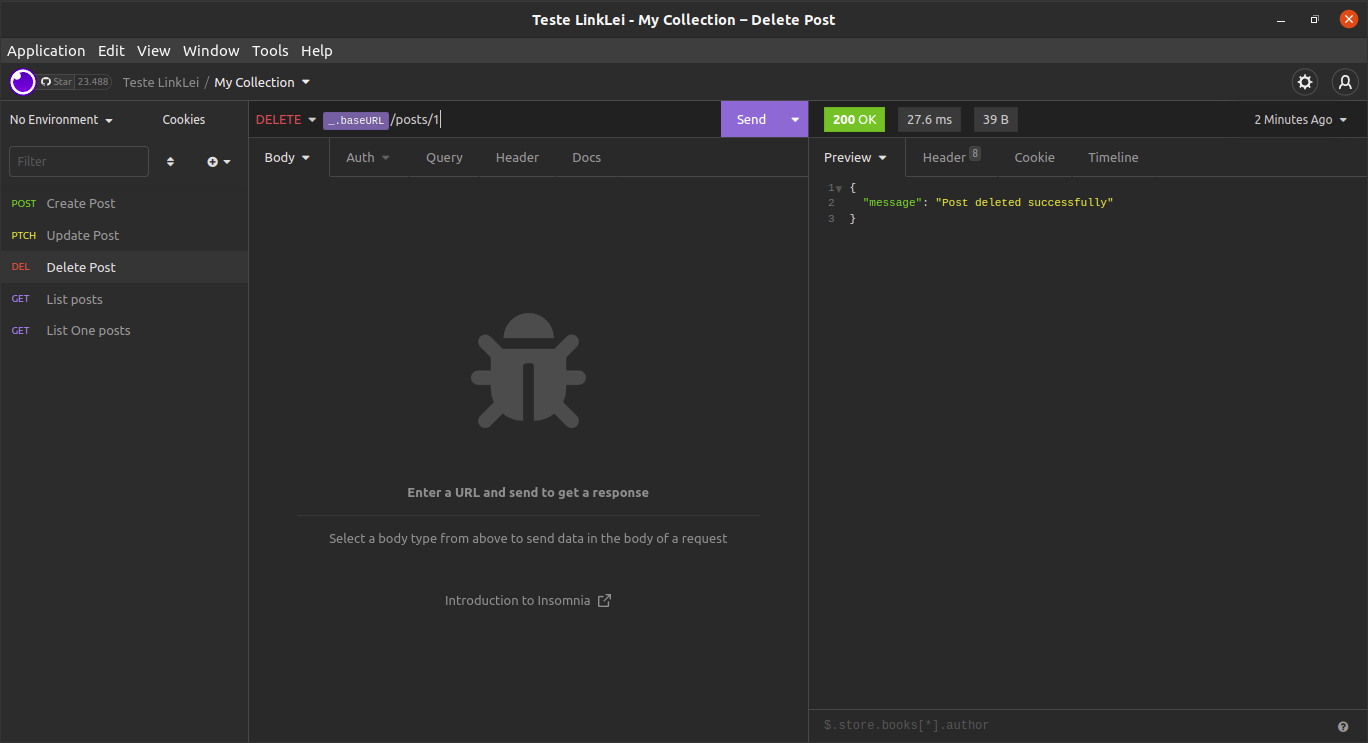 Teste LinkLei - My Collection – Delete Post
Application Edit View Window Tools Help
Star 23.488 Teste LinkLei / My Collection
No Environment Cookies
DELETE _.baseURL /posts/1 Send
200 OK 27.6 ms 39 B 2 Minutes Ago
Filter
Body Auth Query Header Docs
Preview Header 8 Cookie Timeline
POST Create Post
PTCH Update Post
DEL Delete Post
GET List posts
GET List One posts
1 {
2 "message": "Post deleted successfully"
3 }
Enter a URL and send to get a response
Select a body type from above to send data in the body of a request
Introduction to Insomnia
$.store.books[*].author